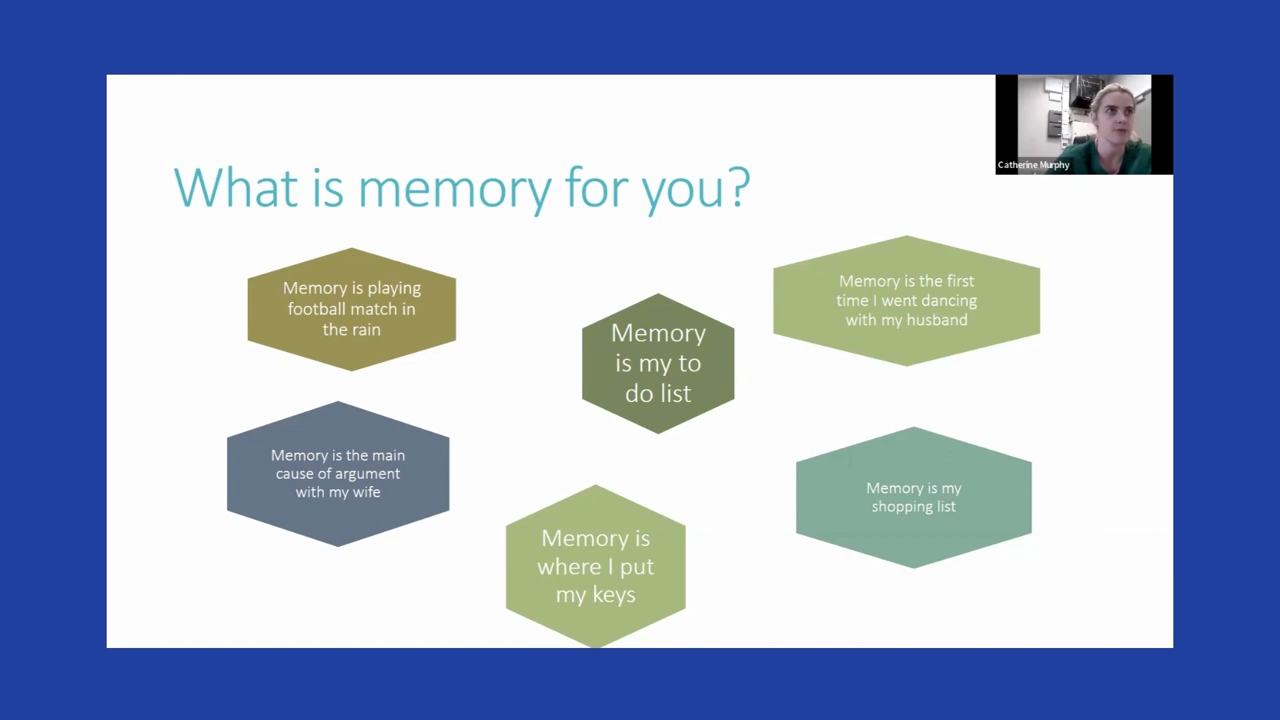 What is memory for you?
Catherine Murphy
Memory is playing
football match in
the rain
Memory
is my to
do list
Memory is the first
time I went dancing
with my husband
Memory is the main
cause of argument
with my wife
Memory is
where I put
my keys
Memory is my
shopping list